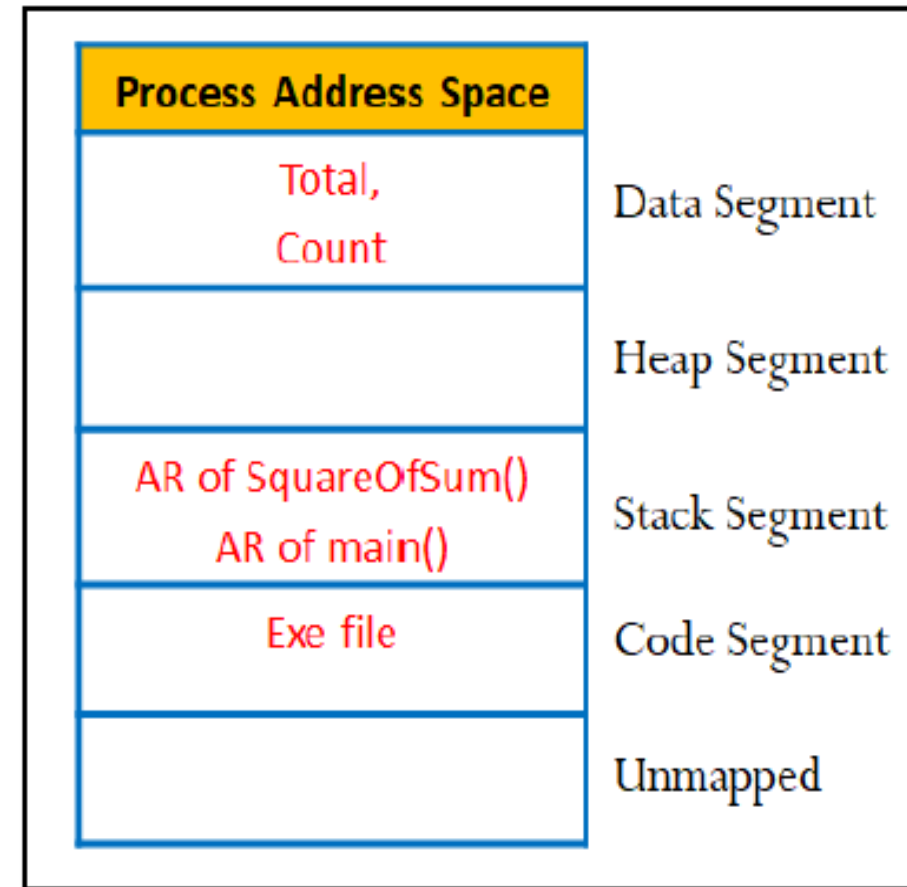 Process Address Space
Total,
Count
Data Segment
Heap Segment
AR of SquareOfSum()
AR of main()
Stack Segment
Exe file
Code Segment
Unmapped